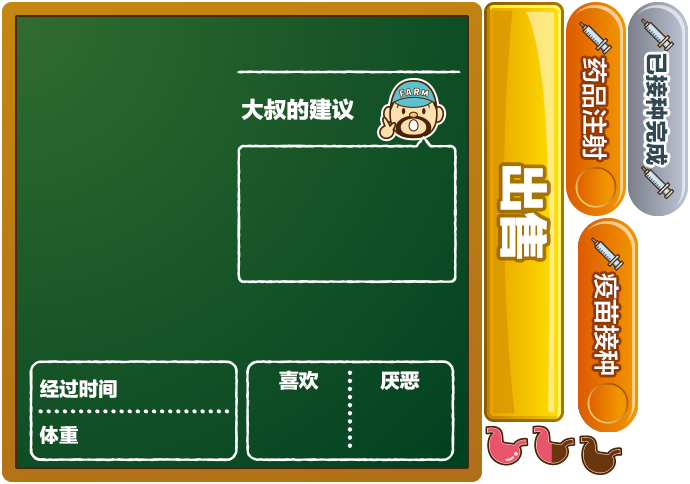 FARM
大叔的建议
经过时间
体重
喜欢
厌恶
出售
药品注射
已接种完成
疫苗接种